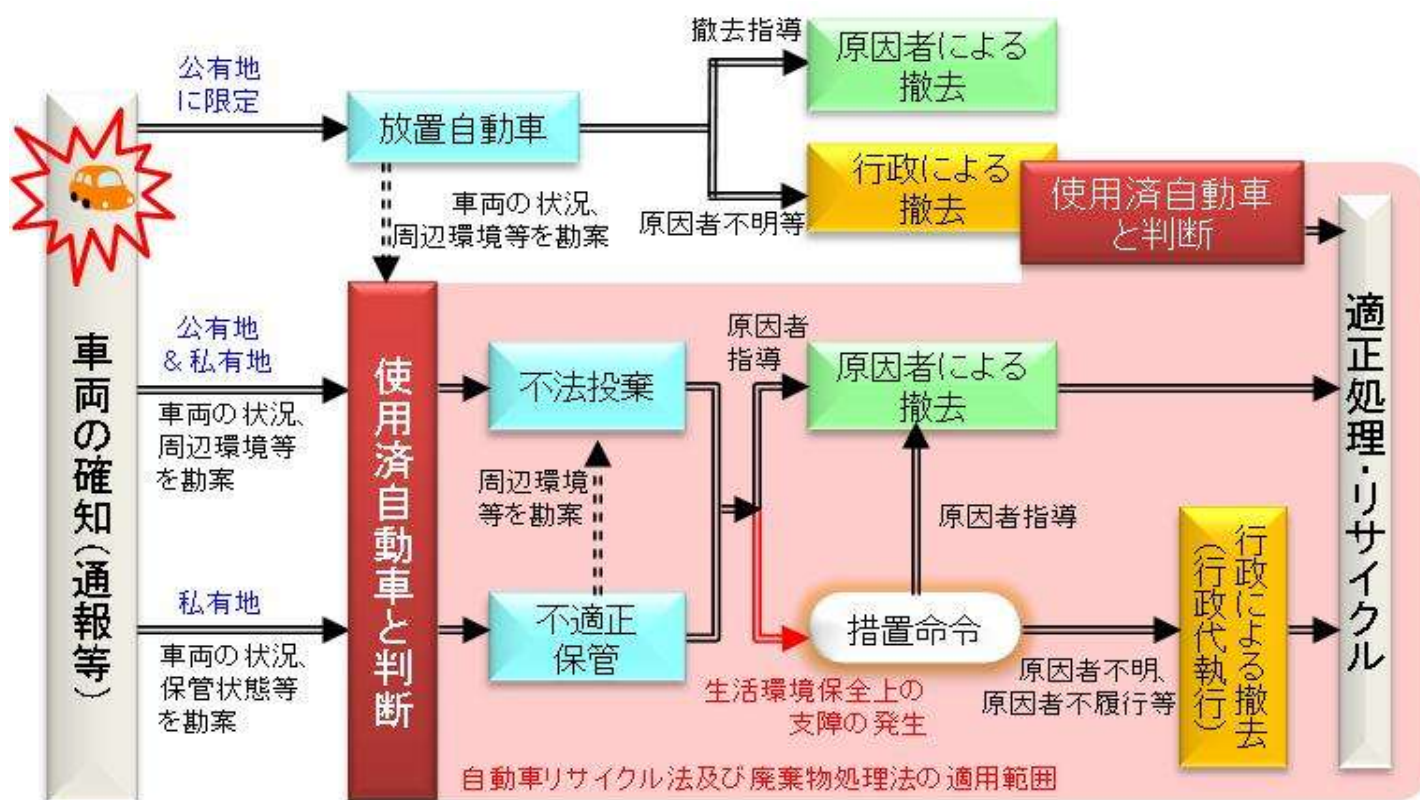 撤去指導
原因者による
撤去
公有地
に限定
放置自動車
行政による
撤去
車両の状況、
周辺環境等を勘案
原因者不明等
使用済自動車
と判断
車両の確知(通報等)
公有地
&私有地
車両の状況、
周辺環境等
を勘案
使用済自動車と判断
不法投棄
原因者
指導
原因者による
撤去
適正処理・リサイクル
周辺環境
等を勘案
原因者指導
私有地
車両の状況、
保管状態等
を勘案
不適正
保管
措置命令
行政による撤去
(行政代執行)
原因者不明、
原因者不履行等
生活環境保全上の
支障の発生
自動車リサイクル法及び廃棄物処理法の適用範囲